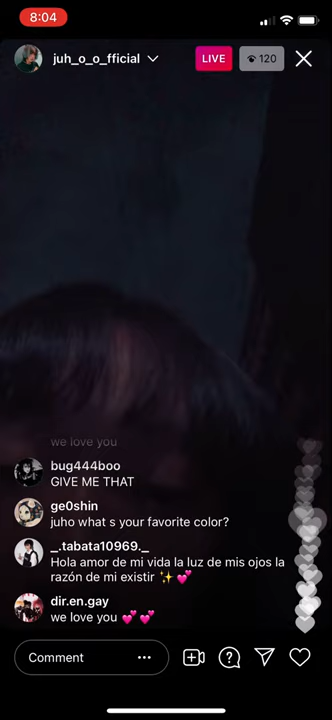 8:04
juh_o_o_fficial
LIVE
120
we love you
bug444boo
GIVE ME THAT
ge0shin
juho what s your favorite color?
_.tabata10969._
Hola amor de mi vida la luz de mis ojos la
razón de mi existir ✨💕
dir.en.gay
we love you 💕💕
Comment